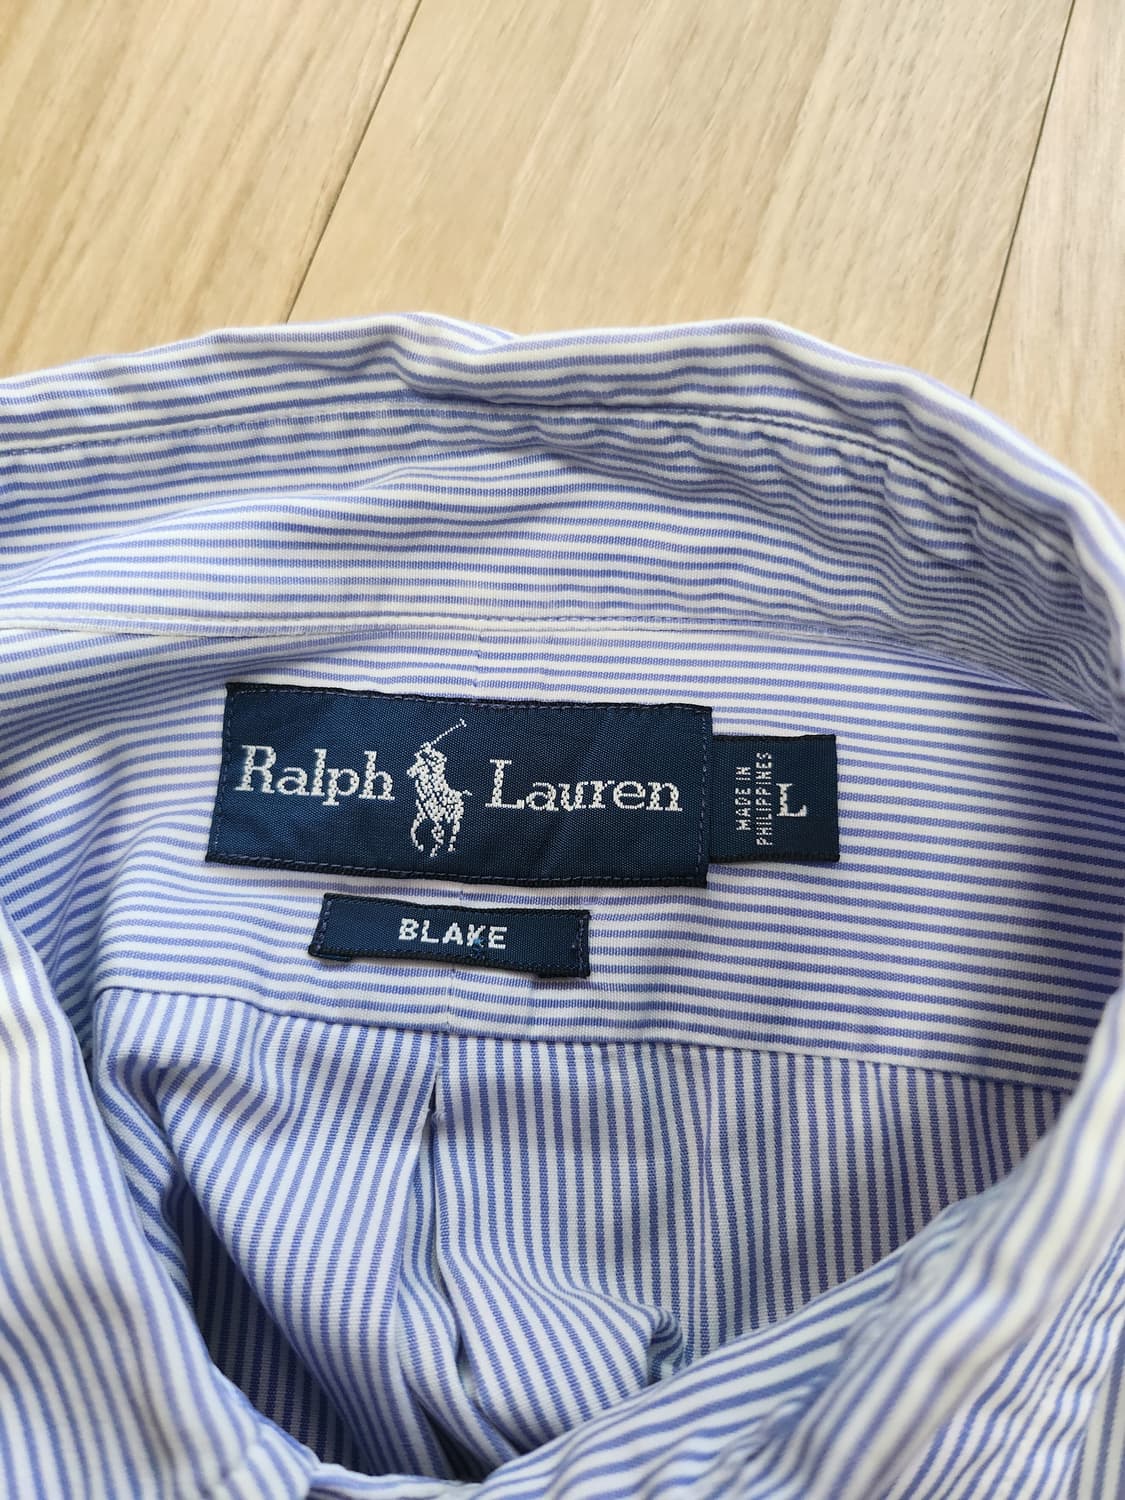 Ralph Lauren
MADE IN
PHILIPPINES
L
BLAKE